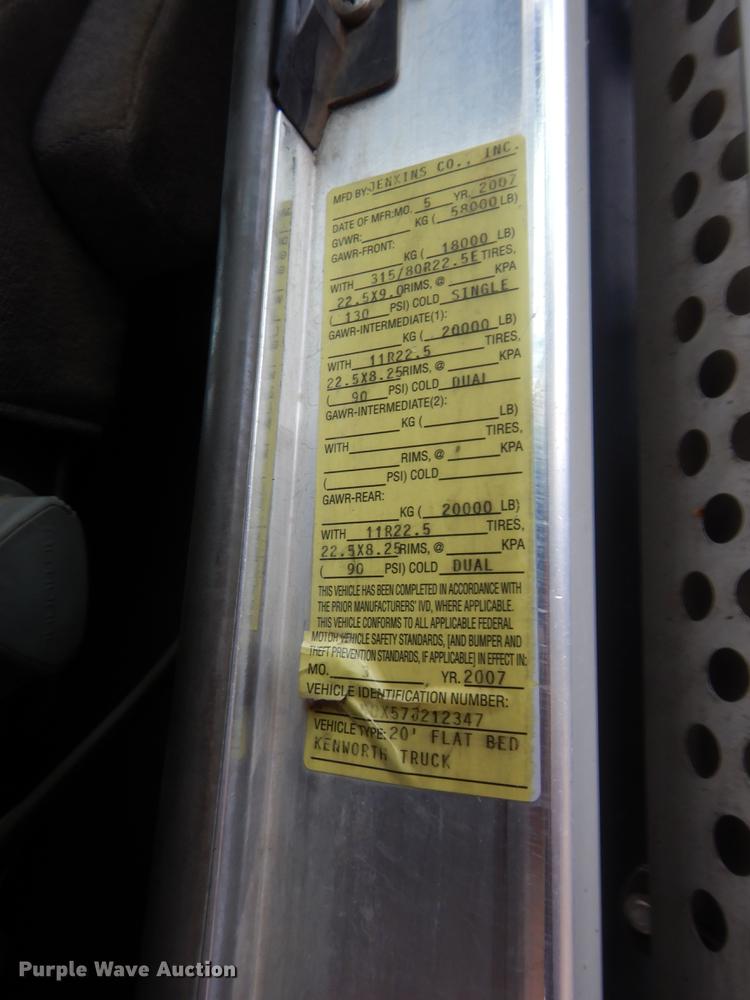 MFD BY: JENKINS CO., INC.
DATE OF MFR: MO. 5 YR. 2007
GVWR: KG ( 58000 LB)
GAWR-FRONT:
KG ( 18000 LB)
WITH 315/80R22.5E TIRES,
22.5X9.0 RIMS, @ KPA
( 130 PSI) COLD SINGLE
GAWR-INTERMEDIATE(1):
KG ( 20000 LB)
WITH 11R22.5 TIRES,
22.5X8.25 RIMS, @ KPA
( 90 PSI) COLD DUAL
GAWR-INTERMEDIATE(2):
KG ( LB)
WITH TIRES,
RIMS, @ KPA
( PSI) COLD
GAWR-REAR:
KG ( 20000 LB)
WITH 11R22.5 TIRES,
22.5X8.25 RIMS, @ KPA
( 90 PSI) COLD DUAL
THIS VEHICLE HAS BEEN COMPLETED IN ACCORDANCE WITH
THE PRIOR MANUFACTURERS' IVD, WHERE APPLICABLE.
THIS VEHICLE CONFORMS TO ALL APPLICABLE FEDERAL
MOTOR VEHICLE SAFETY STANDARDS, [AND BUMPER AND
THEFT PREVENTION STANDARDS, IF APPLICABLE] IN EFFECT IN:
MO. YR. 2007
VEHICLE IDENTIFICATION NUMBER:
X57J212347
VEHICLE TYPE: 20' FLAT BED
KENWORTH TRUCK
Purple Wave Auction